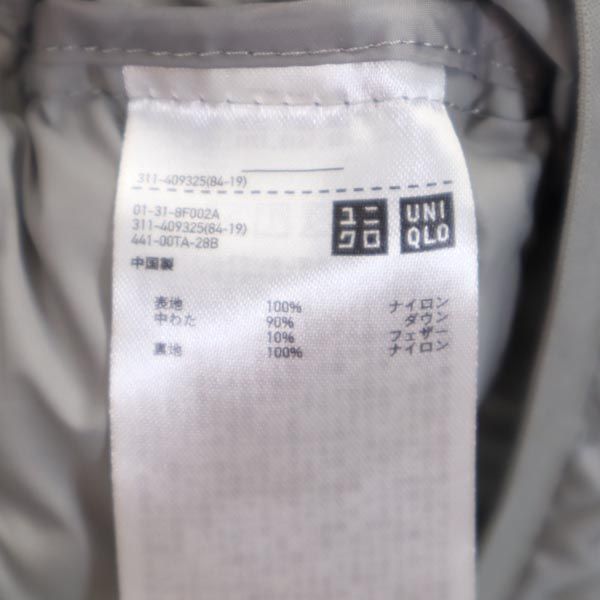 311-409325(84-19)
01-31-8F002A
311-409325(84-19)
441-00TA-28B
中国製
ユニ
クロ
UNI
QLO
表地 100% ナイロン
中わた 90% ダウン
10% フェザー
裏地 100% ナイロン